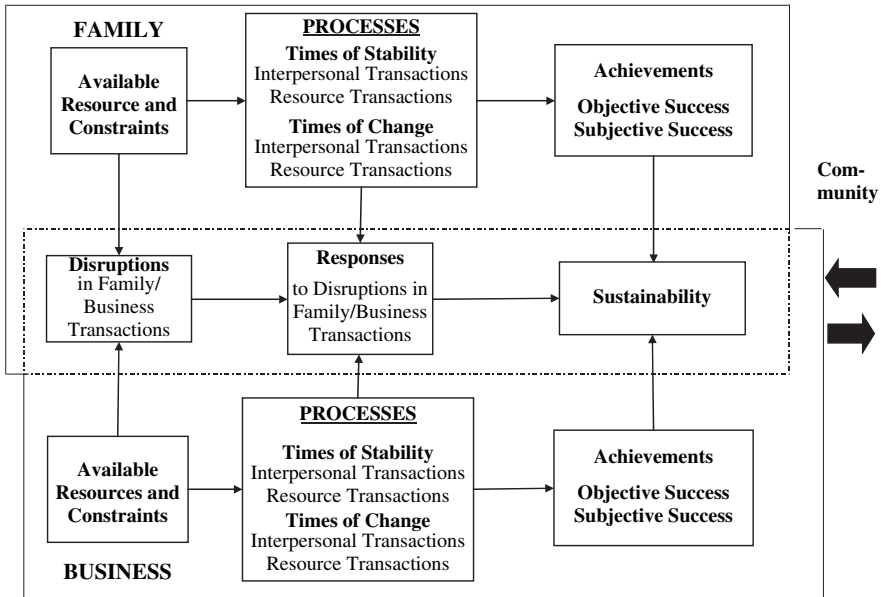 FAMILY
Available
Resource and
Constraints
PROCESSES
Times of Stability
Interpersonal Transactions
Resource Transactions
Times of Change
Interpersonal Transactions
Resource Transactions
Achievements
Objective Success
Subjective Success
Com-
munity
Disruptions
in Family/
Business
Transactions
Responses
to Disruptions in
Family/Business
Transactions
Sustainability
Available
Resources and
Constraints
PROCESSES
Times of Stability
Interpersonal Transactions
Resource Transactions
Times of Change
Interpersonal Transactions
Resource Transactions
Achievements
Objective Success
Subjective Success
BUSINESS